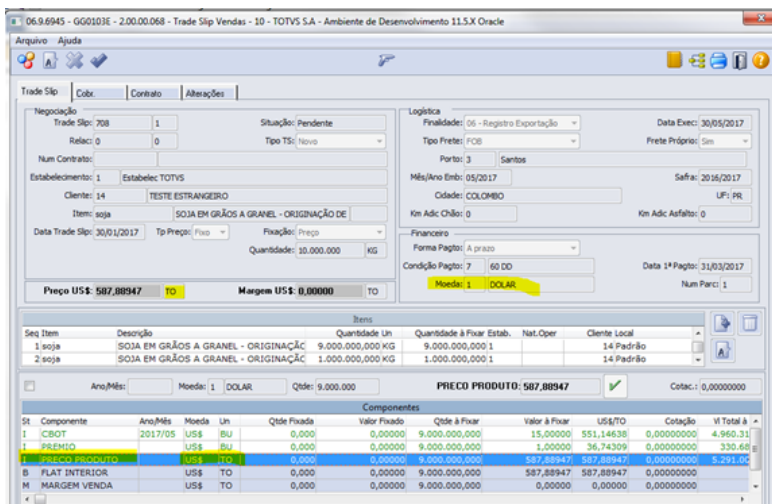 06.9.6945 - GG0103E - 2.00.00.068 - Trade Slip Vendas - 10 - TOTVS S.A - Ambiente de Desenvolvimento 11.5.X Oracle
Arquivo Ajuda
Trade Slip Cobr. Contrato Alterações
Negociação
Trade Slip: 708 1 Situação: Pendente
Relac: 0 0 Tipo TS: Novo
Num Contrato:
Estabelecimento: 1 Estabelec TOTVS
Cliente: 14 TESTE ESTRANGEIRO
Item: soja SOJA EM GRÃOS A GRANEL - ORIGINAÇÃO DE
Data Trade Slip: 30/01/2017 Tp Preço: Fixo Fixação: Preço
Quantidade: 10.000.000 KG
Preço US$: 587,88947 TO Margem US$: 0,00000 TO
Logística
Finalidade: 06 - Registro Exportação Data Exec: 30/05/2017
Tipo Frete: FOB Frete Próprio: Sim
Porto: 3 Santos
Mês/Ano Emb: 05/2017 Safra: 2016/2017
Cidade: COLOMBO UF: PR
Km Adic Chão: 0 Km Adic Asfalto: 0
Financeiro
Forma Pagto: A prazo
Condição Pagto: 7 60 DD Data 1ª Pagto: 31/03/2017
Moeda: 1 DOLAR Num Parc: 1
Itens
Seq Item Descrição Quantidade Un Quantidade à Fixar Estab. Nat.Oper Cliente Local
1 soja SOJA EM GRÃOS A GRANEL - ORIGINAÇÃO 9.000.000,000 KG 9.000.000,000 1 14 Padrão
2 soja SOJA EM GRÃOS A GRANEL - ORIGINAÇÃO 1.000.000,000 KG 1.000.000,000 1 14 Padrão
Ano/Mês: Moeda: 1 DOLAR Qtde: 9.000.000 PRECO PRODUTO: 587,88947 Cotac.: 0,00000000
Componentes
St Componente Ano/Mês Moeda Un Qtde Fixada Valor Fixado Qtde à Fixar Valor à Fixar US$/TO Cotação Vl Total à
I CBOT 2017/05 US$ BU 0,000 0,00000 9.000.000,000 15,00000 551,14638 0,00000000 4.960.31
I PREMIO US$ BU 0,000 0,00000 9.000.000,000 1,00000 36,74309 0,00000000 330.68
I PRECO PRODUTO US$ TO 0,000 0,00000 9.000.000,000 587,88947 587,88947 0,00000000 5.291.00
B FLAT INTERIOR US$ TO 0,000 0,00000 9.000.000,000 587,88947 587,88947 0,00000000
M MARGEM VENDA US$ TO 0,000 0,00000 9.000.000,000 0,00000 0,00000 0,00000000